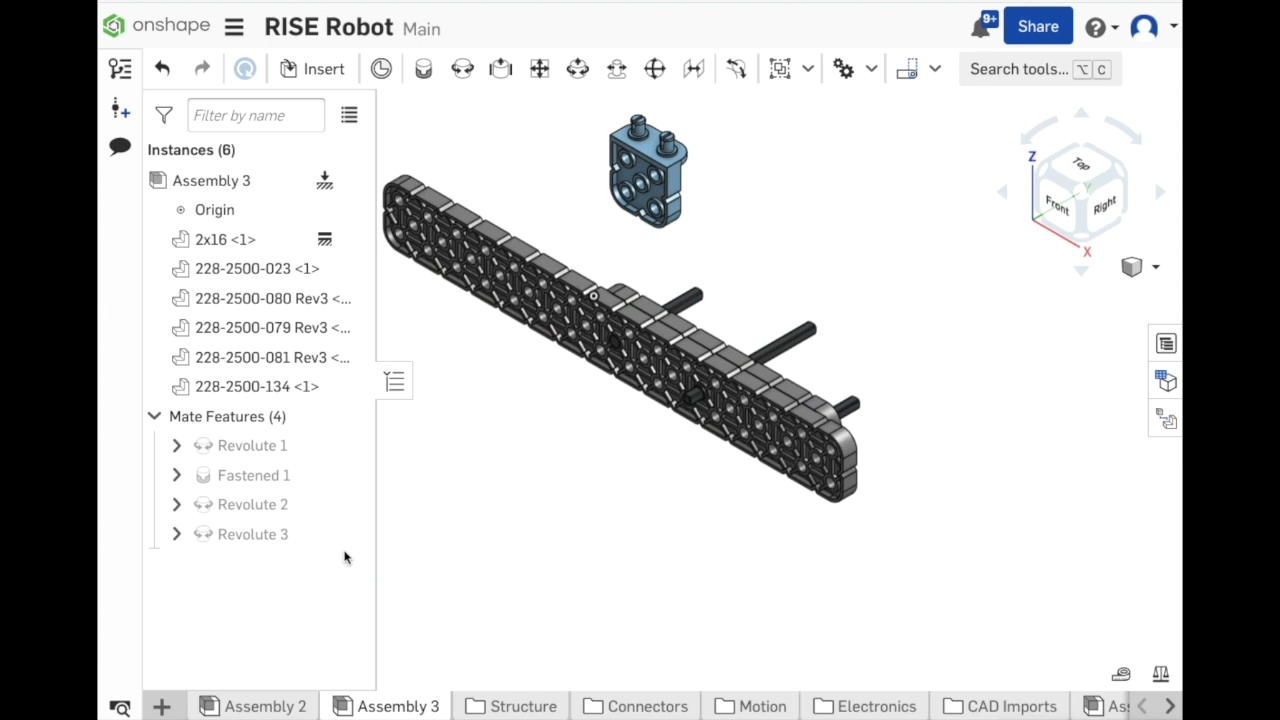 onshape RISE Robot Main 9+ Share
Insert Search tools... ⌥ C
Filter by name
Instances (6)
Assembly 3
Origin
2x16 <1>
228-2500-023 <1>
228-2500-080 Rev3 <...
228-2500-079 Rev3 <...
228-2500-081 Rev3 <...
228-2500-134 <1>
Mate Features (4)
Revolute 1
Fastened 1
Revolute 2
Revolute 3
Z
Top
Y
Front
Right
X
Assembly 2 Assembly 3 Structure Connectors Motion Electronics CAD Imports As